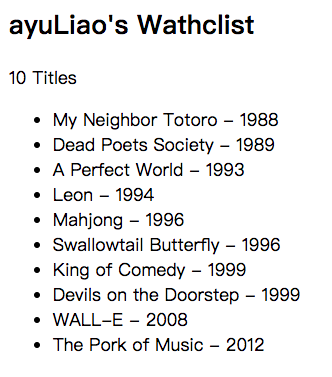 ayuLiao's Wathclist
10 Titles
• My Neighbor Totoro – 1988
• Dead Poets Society – 1989
• A Perfect World – 1993
• Leon – 1994
• Mahjong – 1996
• Swallowtail Butterfly – 1996
• King of Comedy – 1999
• Devils on the Doorstep – 1999
• WALL-E – 2008
• The Pork of Music – 2012